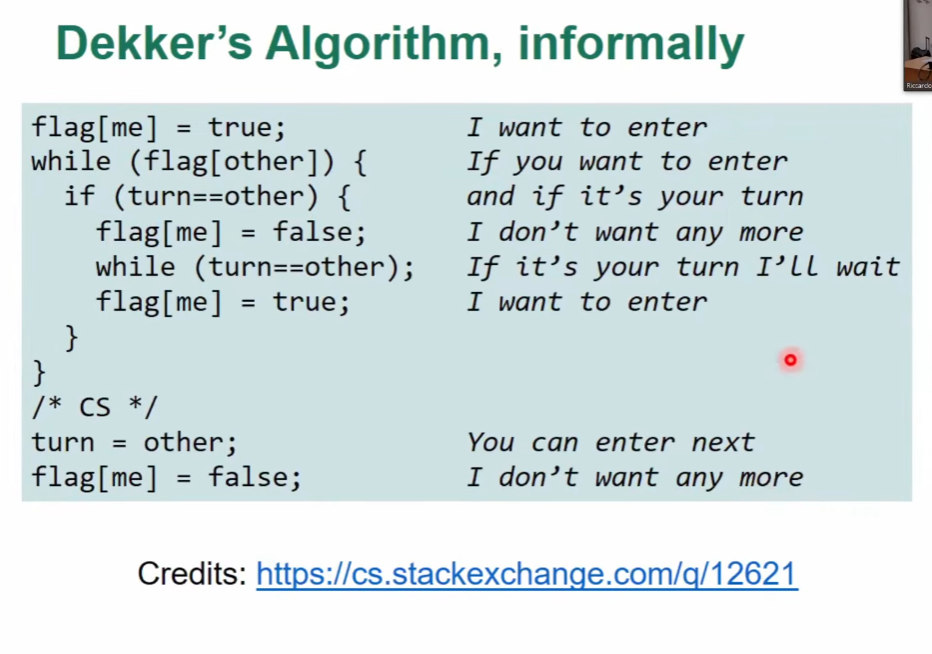 Dekker’s Algorithm, informally
Riccardo
flag[me] = true; I want to enter
while (flag[other]) { If you want to enter
if (turn==other) { and if it’s your turn
flag[me] = false; I don’t want any more
while (turn==other); If it’s your turn I’ll wait
flag[me] = true; I want to enter
}
}
/* CS */
turn = other; You can enter next
flag[me] = false; I don’t want any more
Credits: https://cs.stackexchange.com/q/12621